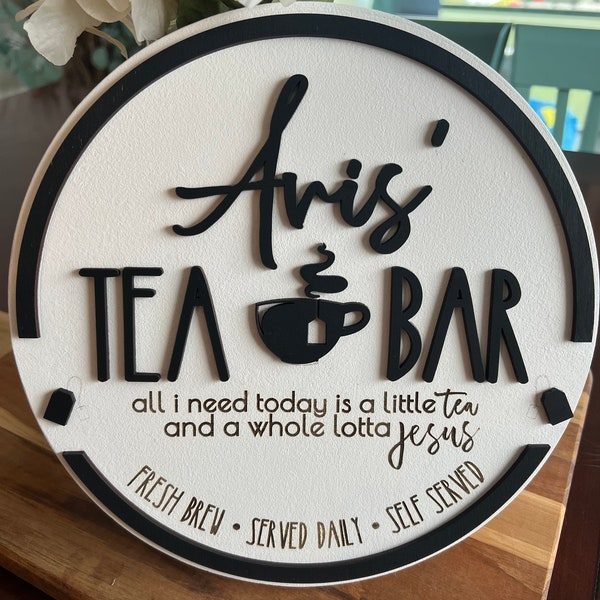 Avis'
TEA BAR
all i need today is a little tea
and a whole lotta Jesus
FRESH BREW • SERVED DAILY • SELF SERVED